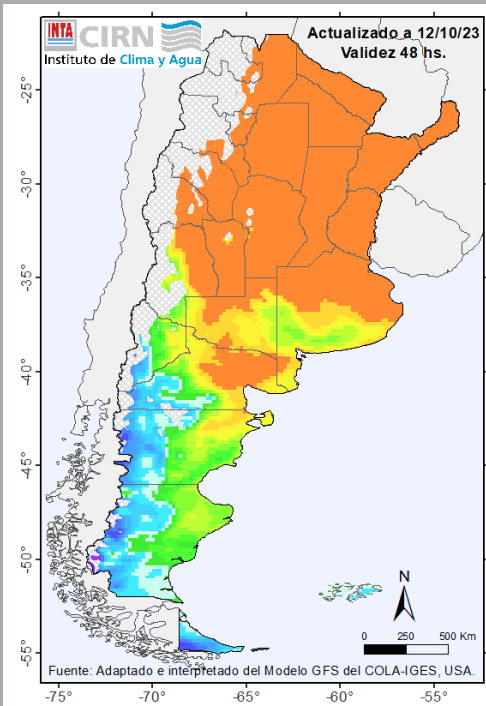 INTA CIRN
Instituto de Clima y Agua
Actualizado a 12/10/23
Validez 48 hs.
-25°
-30°
-35°
-40°
-45°
-50°
-55°
N
0 250 500 Km
Fuente: Adaptado e interpretado del Modelo GFS del COLA-IGES, USA.
-75° -70° -65° -60° -55°